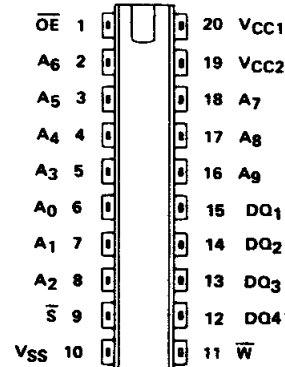 O̅E̅ 1 20 VCC1
A6 2 19 VCC2
A5 3 18 A7
A4 4 17 A8
A3 5 16 A9
A0 6 15 DQ1
A1 7 14 DQ2
A2 8 13 DQ3
S̅ 9 12 DQ4
VSS 10 11 W̅